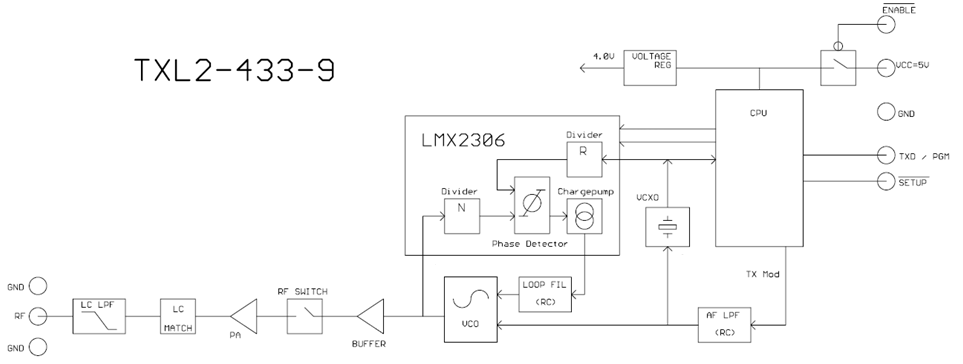 ENABLE
TXL2-433-9
4.0V
VOLTAGE
REG
VCC=5V
CPU
GND
LMX2306
Divider
R
TXD / PGM
SETUP
Divider
N
Chargepump
VCXO
Phase Detector
TX Mod
GND
LC LPF
RF SWITCH
LOOP FIL
(RC)
RF
LC
MATCH
PA
BUFFER
VCO
AF LPF
(RC)
GND